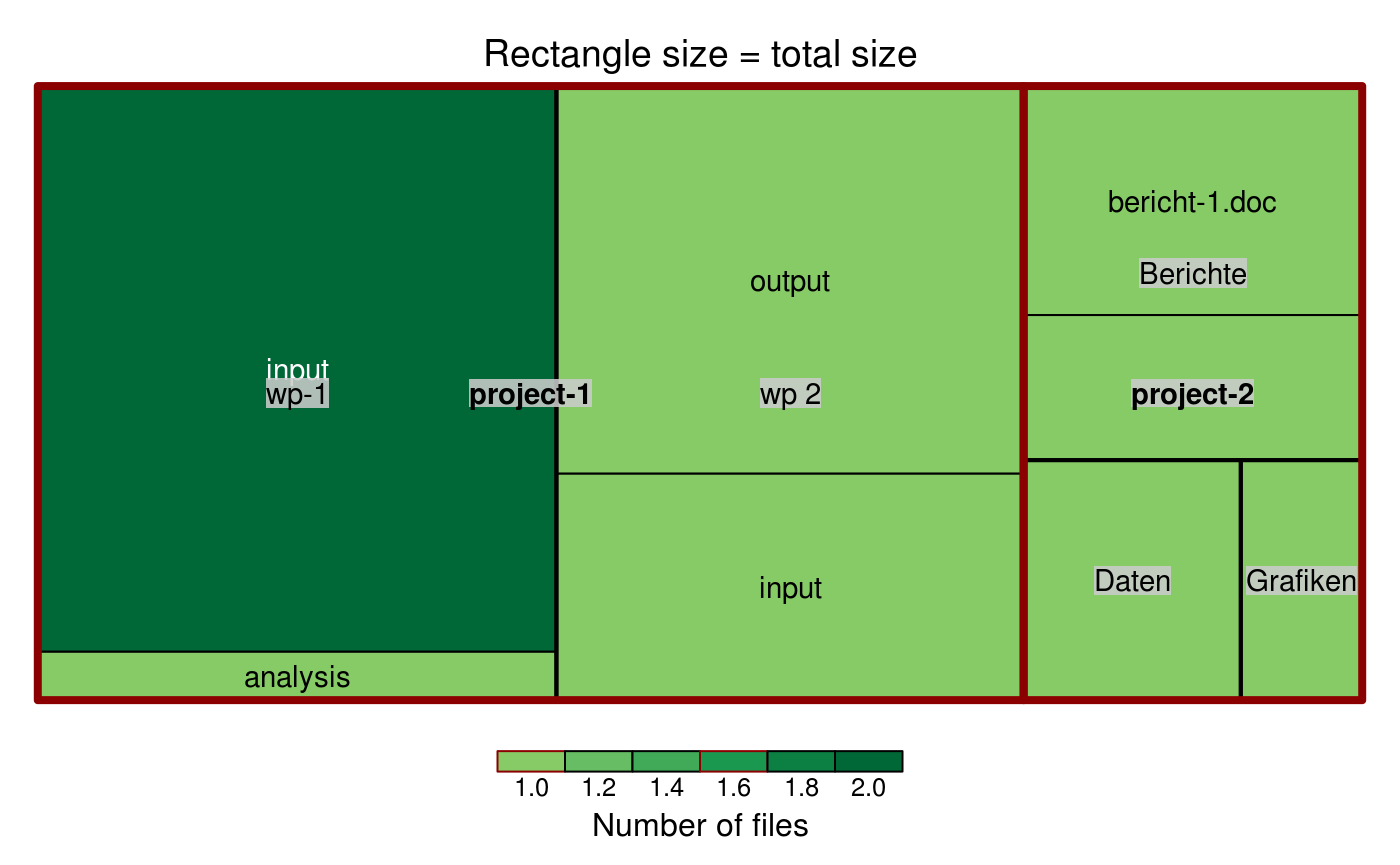 Rectangle size = total size
input
wp-1
project-1
analysis
output
wp 2
input
bericht-1.doc
Berichte
project-2
Daten
Grafiken
1.0 1.2 1.4 1.6 1.8 2.0
Number of files